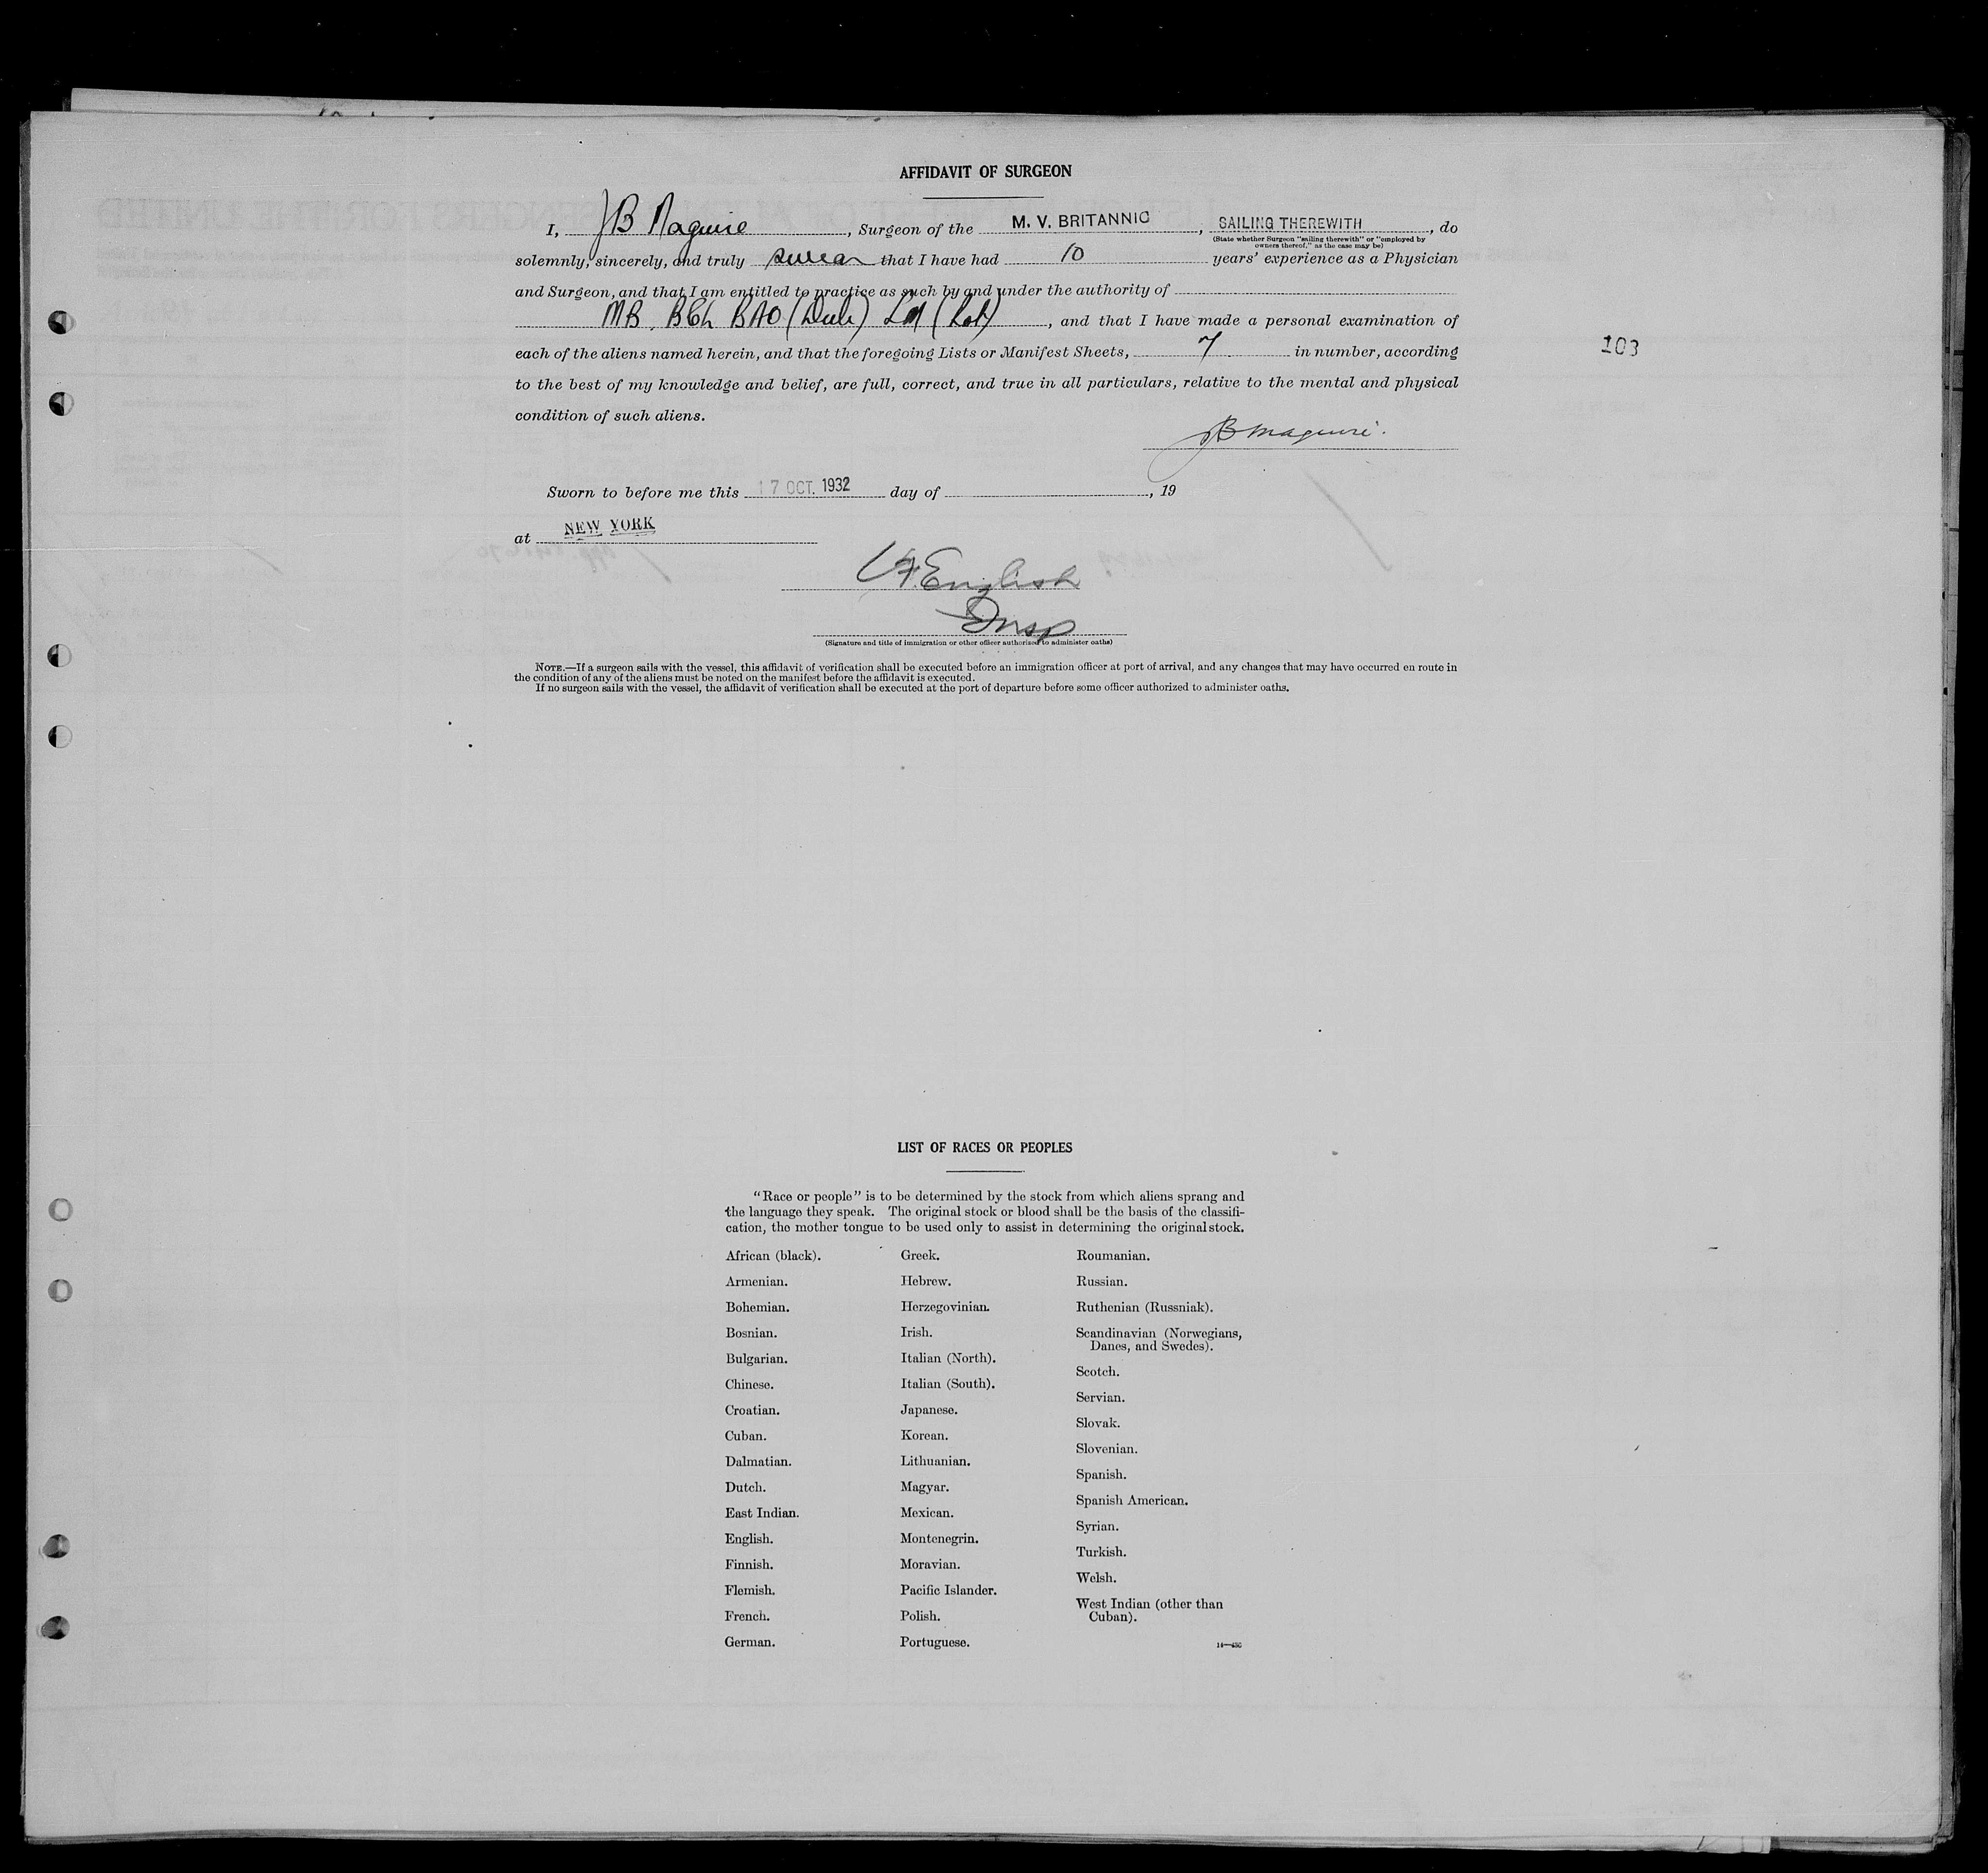 AFFIDAVIT OF SURGEON
I, JB Maguire, Surgeon of the M. V. BRITANNIC, SAILING THEREWITH, do
(State whether Surgeon "sailing therewith" or "employed by
owners thereof," as the case may be)
solemnly, sincerely, and truly swear that I have had 10 years' experience as a Physician
and Surgeon, and that I am entitled to practice as such by and under the authority of
MB. BCh BAO (Dub) LM (Rot), and that I have made a personal examination of
each of the aliens named herein, and that the foregoing Lists or Manifest Sheets, 7 in number, according
103
to the best of my knowledge and belief, are full, correct, and true in all particulars, relative to the mental and physical
condition of such aliens.
JB Maguire.
Sworn to before me this 17 OCT. 1932 day of , 19
at NEW YORK
English
Insp
(Signature and title of immigration or other officer authorized to administer oaths)
NOTE.—If a surgeon sails with the vessel, this affidavit of verification shall be executed before an immigration officer at port of arrival, and any changes that may have occurred en route in
the condition of any of the aliens must be noted on the manifest before the affidavit is executed.
If no surgeon sails with the vessel, the affidavit of verification shall be executed at the port of departure before some officer authorized to administer oaths.
LIST OF RACES OR PEOPLES
"Race or people" is to be determined by the stock from which aliens sprang and
the language they speak. The original stock or blood shall be the basis of the classifi-
cation, the mother tongue to be used only to assist in determining the original stock.
African (black).
Armenian.
Bohemian.
Bosnian.
Bulgarian.
Chinese.
Croatian.
Cuban.
Dalmatian.
Dutch.
East Indian.
English.
Finnish.
Flemish.
French.
German.
Greek.
Hebrew.
Herzegovinian.
Irish.
Italian (North).
Italian (South).
Japanese.
Korean.
Lithuanian.
Magyar.
Mexican.
Montenegrin.
Moravian.
Pacific Islander.
Polish.
Portuguese.
Roumanian.
Russian.
Ruthenian (Russniak).
Scandinavian (Norwegians,
Danes, and Swedes).
Scotch.
Servian.
Slovak.
Slovenian.
Spanish.
Spanish American.
Syrian.
Turkish.
Welsh.
West Indian (other than
Cuban).